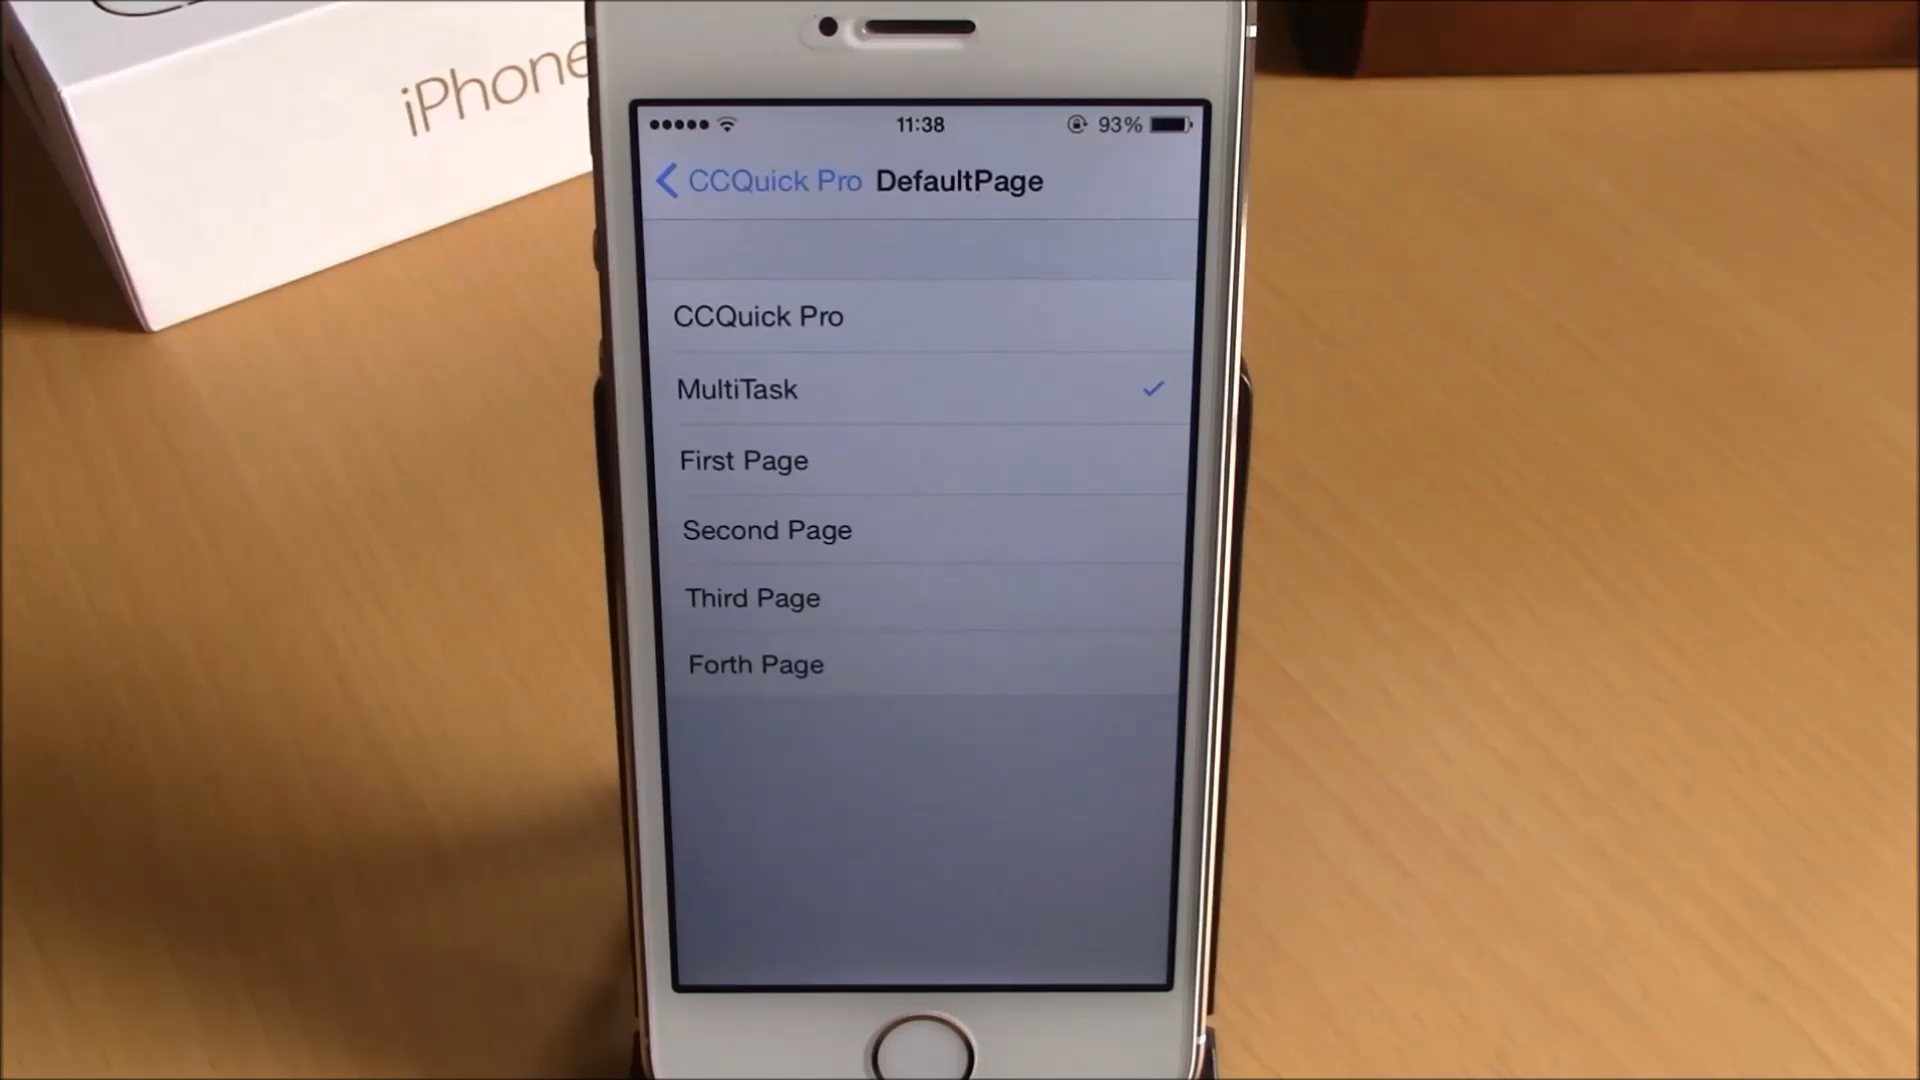 iPhone
11:38
93%
CCQuick Pro DefaultPage
CCQuick Pro
MultiTask
First Page
Second Page
Third Page
Forth Page